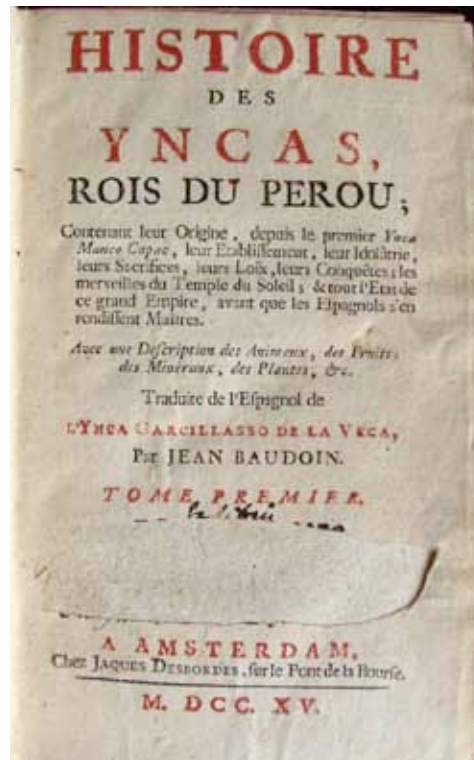 HISTOIRE
DES
YNCAS,
ROIS DU PEROU;
Contenant leur Origine, depuis le premier Ynca
Manco Capac, leur Etablissement, leur Idolâtrie,
leurs Sacrifices, leurs Loix, leurs Conquêtes; les
merveilles du Temple du Soleil; & tout l'Etat de
ce grand Empire, avant que les Espagnols s'en
rendissent Maîtres.
Avec une Description des Animaux, des Fruits,
des Minéraux, des Plantes, &c.
Traduite de l'Espagnol de
L'YNCA GARCILLASSO DE LA VEGA,
Par JEAN BAUDOIN.
TOME PREMIER.
A AMSTERDAM,
Chez JAQUES DESBORDES, sur le Pont de la Bourse.
M. DCC. XV.